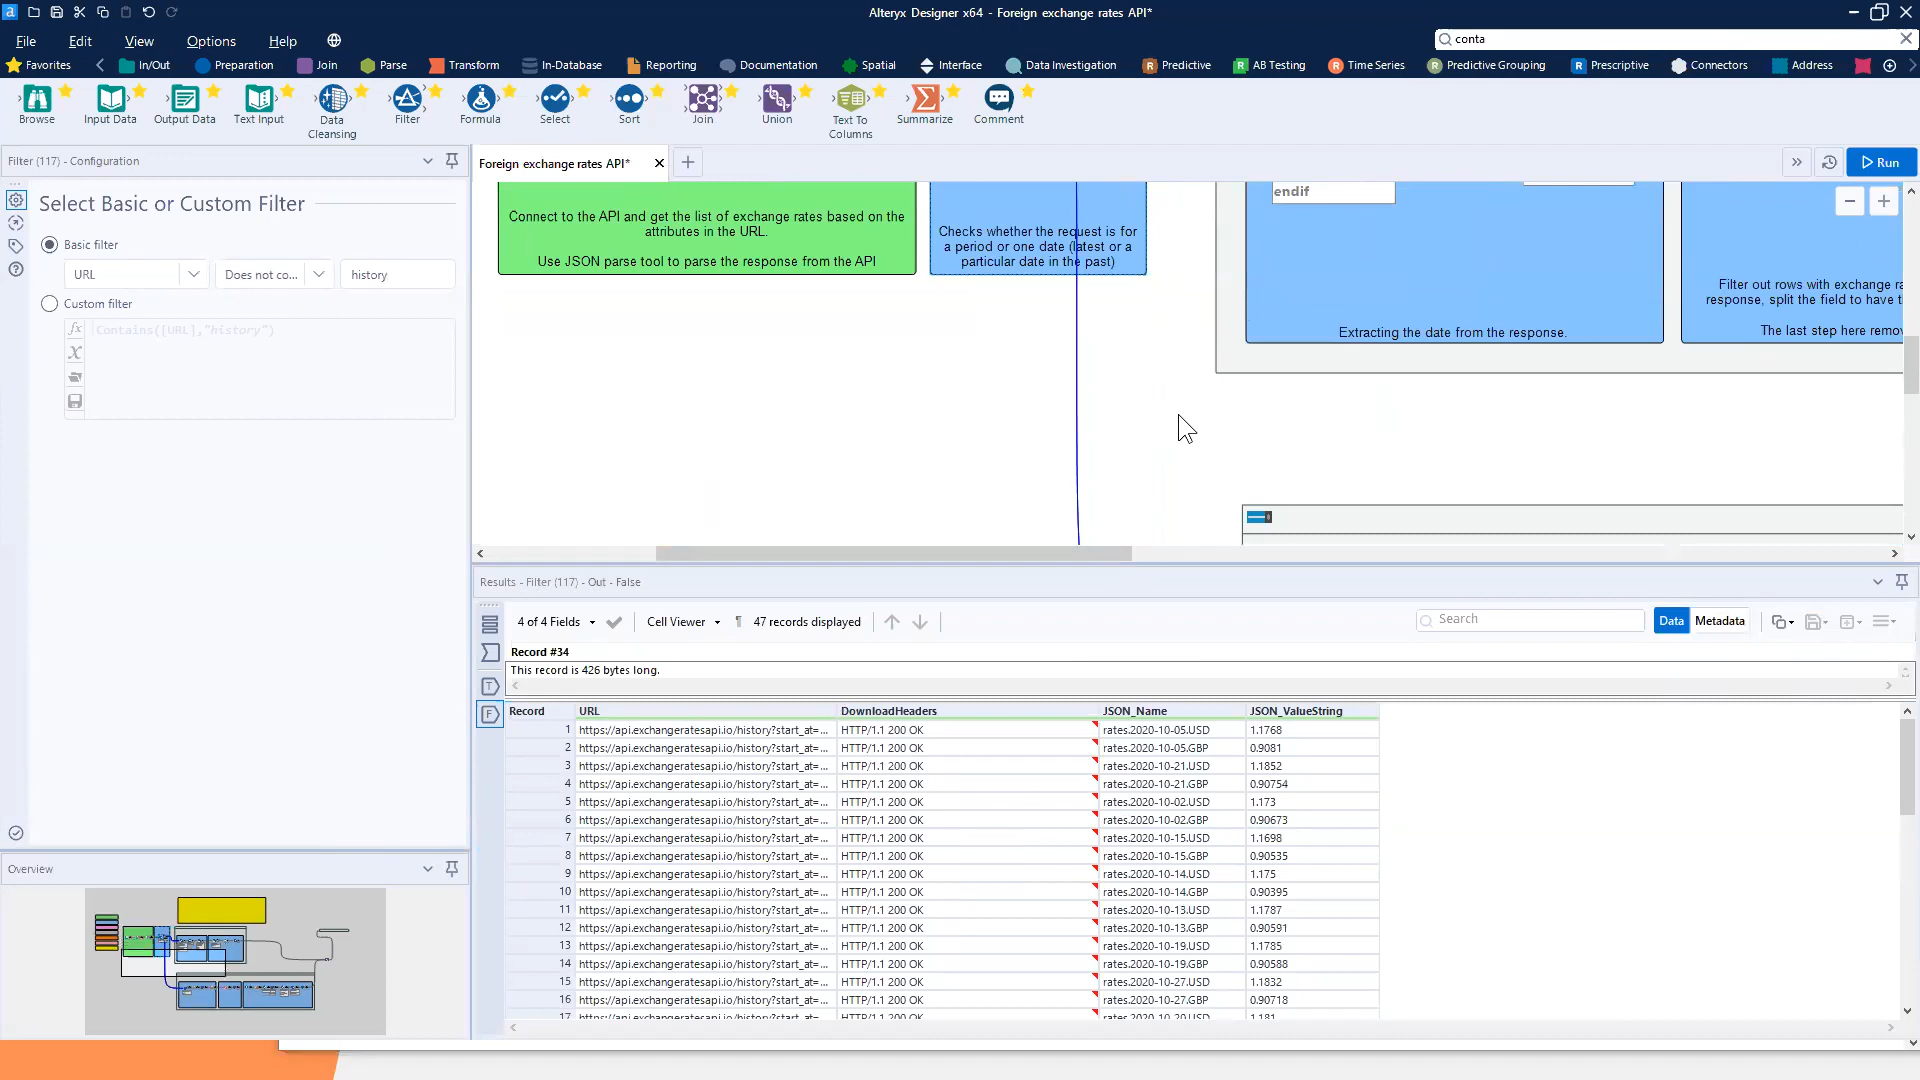 Alteryx Designer x64 - Foreign exchange rates API*
File Edit View Options Help
conta
Favorites In/Out Preparation Join Parse Transform In-Database Reporting Documentation Spatial Interface Data Investigation Predictive AB Testing Time Series Predictive Grouping Prescriptive Connectors Address
Browse Input Data Output Data Text Input Data Cleansing Filter Formula Select Sort Join Union Text To Columns Summarize Comment
Filter (117) - Configuration
Foreign exchange rates API*
Run
Select Basic or Custom Filter
Basic filter
URL Does not co... history
Custom filter
Contains([URL],"history")
Connect to the API and get the list of exchange rates based on the
attributes in the URL.
Use JSON parse tool to parse the response from the API
Checks whether the request is for
a period or one date (latest or a
particular date in the past)
endif
Extracting the date from the response.
Filter out rows with exchange ra
response, split the field to have t
The last step here remov
Overview
Results - Filter (117) - Out - False
4 of 4 Fields Cell Viewer 47 records displayed Search Data Metadata
Record #34
This record is 426 bytes long.
Record URL DownloadHeaders JSON_Name JSON_ValueString
1 https://api.exchangeratesapi.io/history?start_at=... HTTP/1.1 200 OK rates.2020-10-05.USD 1.1768
2 https://api.exchangeratesapi.io/history?start_at=... HTTP/1.1 200 OK rates.2020-10-05.GBP 0.9081
3 https://api.exchangeratesapi.io/history?start_at=... HTTP/1.1 200 OK rates.2020-10-21.USD 1.1852
4 https://api.exchangeratesapi.io/history?start_at=... HTTP/1.1 200 OK rates.2020-10-21.GBP 0.90754
5 https://api.exchangeratesapi.io/history?start_at=... HTTP/1.1 200 OK rates.2020-10-02.USD 1.173
6 https://api.exchangeratesapi.io/history?start_at=... HTTP/1.1 200 OK rates.2020-10-02.GBP 0.90673
7 https://api.exchangeratesapi.io/history?start_at=... HTTP/1.1 200 OK rates.2020-10-15.USD 1.1698
8 https://api.exchangeratesapi.io/history?start_at=... HTTP/1.1 200 OK rates.2020-10-15.GBP 0.90535
9 https://api.exchangeratesapi.io/history?start_at=... HTTP/1.1 200 OK rates.2020-10-14.USD 1.175
10 https://api.exchangeratesapi.io/history?start_at=... HTTP/1.1 200 OK rates.2020-10-14.GBP 0.90395
11 https://api.exchangeratesapi.io/history?start_at=... HTTP/1.1 200 OK rates.2020-10-13.USD 1.1787
12 https://api.exchangeratesapi.io/history?start_at=... HTTP/1.1 200 OK rates.2020-10-13.GBP 0.90591
13 https://api.exchangeratesapi.io/history?start_at=... HTTP/1.1 200 OK rates.2020-10-19.USD 1.1785
14 https://api.exchangeratesapi.io/history?start_at=... HTTP/1.1 200 OK rates.2020-10-19.GBP 0.90588
15 https://api.exchangeratesapi.io/history?start_at=... HTTP/1.1 200 OK rates.2020-10-27.USD 1.1832
16 https://api.exchangeratesapi.io/history?start_at=... HTTP/1.1 200 OK rates.2020-10-27.GBP 0.90718
17 https://api.exchangeratesapi.io/history?start_at=... HTTP/1.1 200 OK rates.2020-10-20.USD 1.181